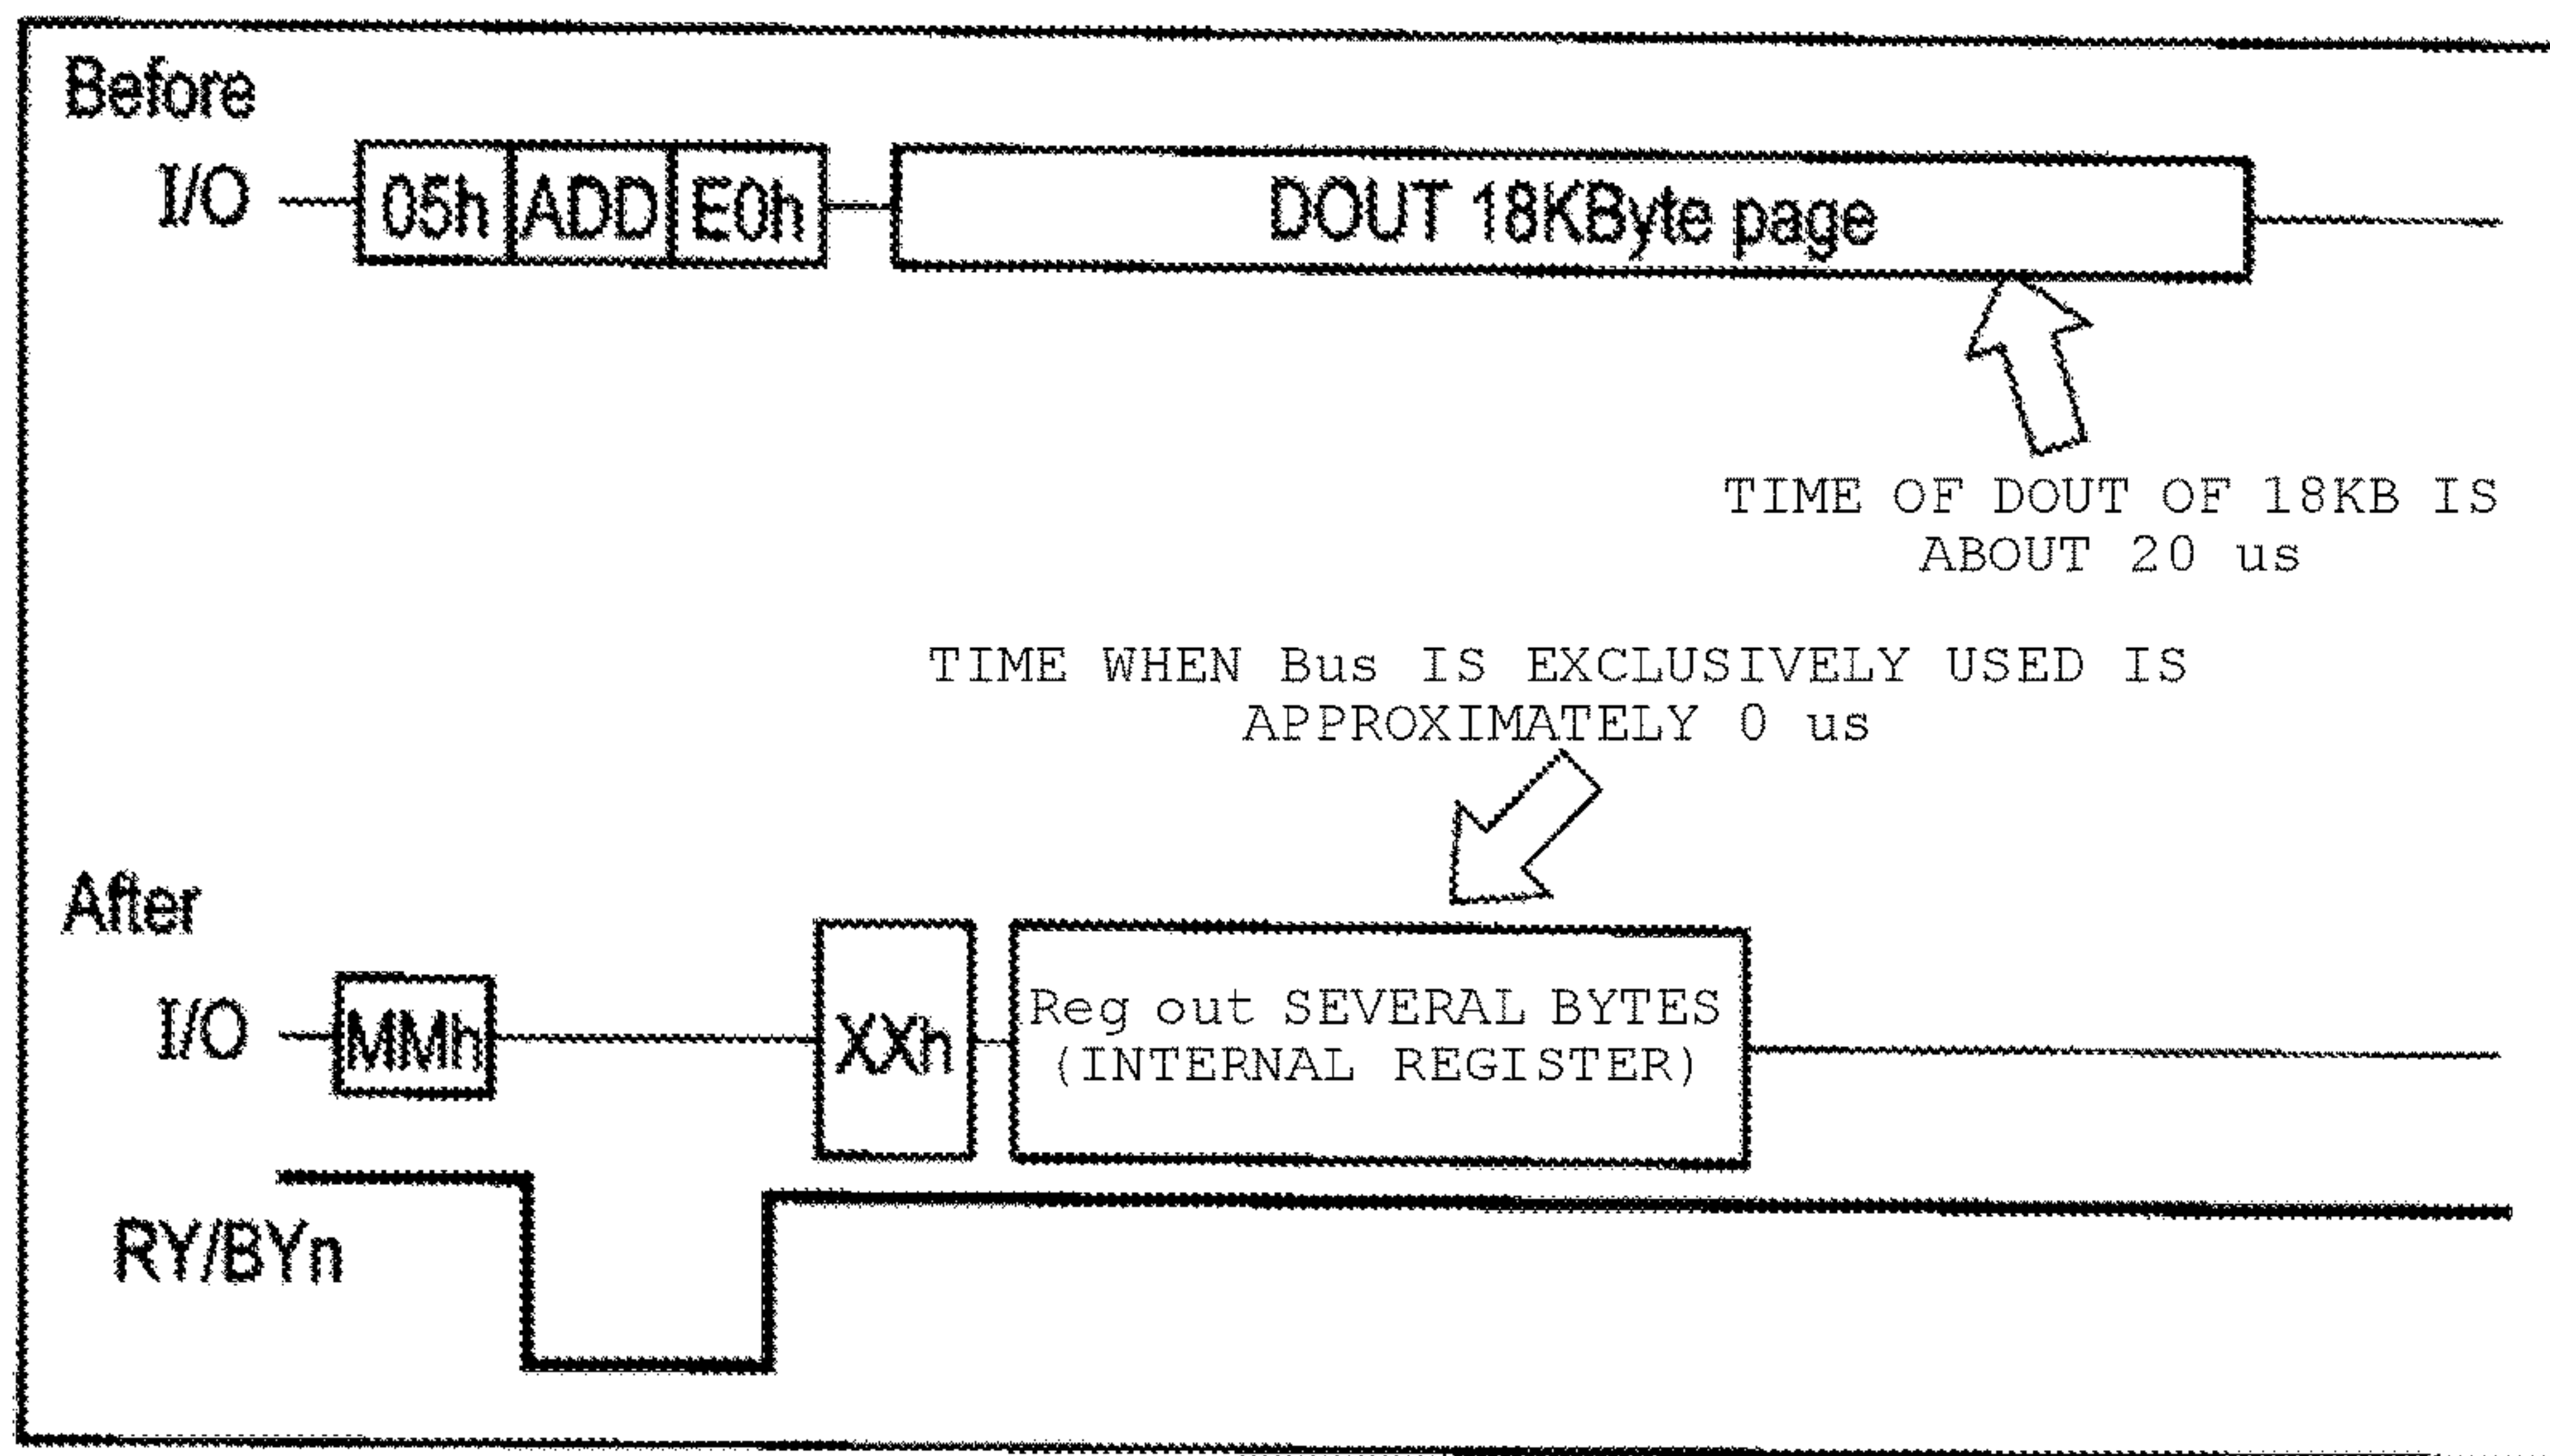 Before
I/O 05h ADD E0h DOUT 18KByte page
TIME OF DOUT OF 18KB IS
ABOUT 20 us
TIME WHEN Bus IS EXCLUSIVELY USED IS
APPROXIMATELY 0 us
After
I/O MMh XXh Reg out SEVERAL BYTES
(INTERNAL REGISTER)
RY/BYn